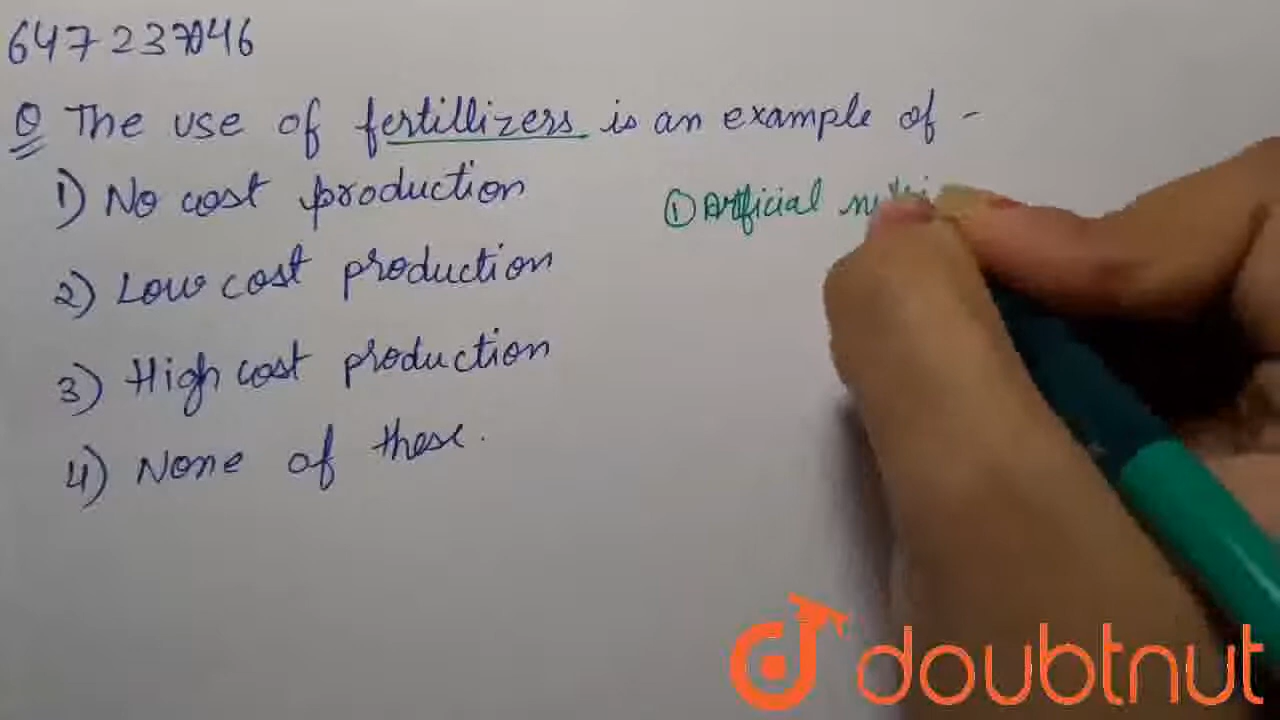 647237046
Q The use of fertillizers is an example of -
1) No cost production
① Artificial
2) Low cost production
3) High cost production
4) None of these.
doubtnut